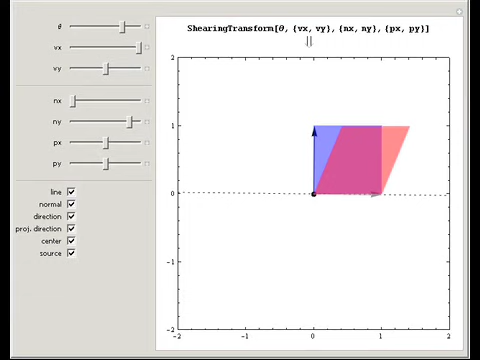 ShearingTransform[θ, {vx, vy}, {nx, ny}, {px, py}]
θ
vx
vy
nx
ny
px
py
line
normal
direction
proj. direction
center
source
2
1
0
-1
-2
-2
-1
0
1
2